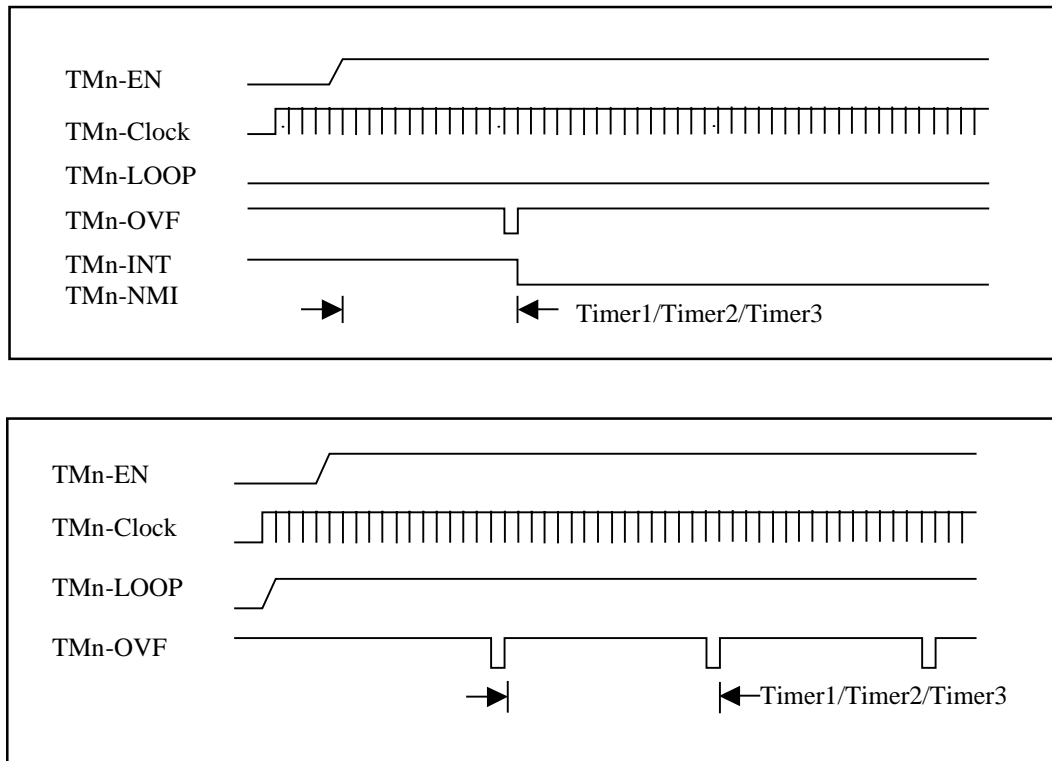 TMn-EN
TMn-Clock
TMn-LOOP
TMn-OVF
TMn-INT
TMn-NMI
Timer1/Timer2/Timer3
TMn-EN
TMn-Clock
TMn-LOOP
TMn-OVF
Timer1/Timer2/Timer3